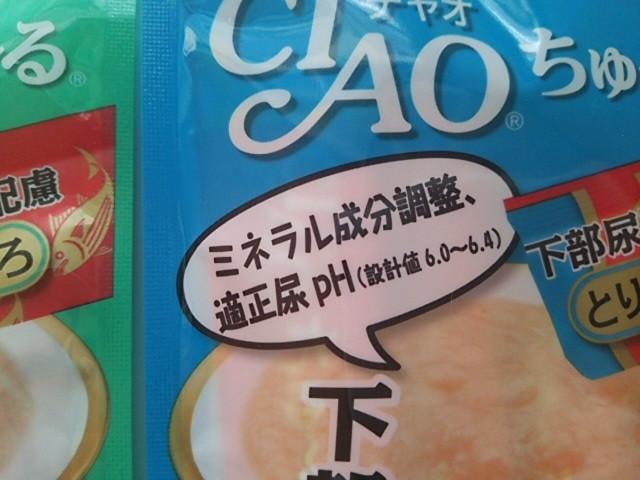 る®
配慮
ろ
チャオ
CIAO®
ちゅ
ミネラル成分調整、
適正尿pH(設計値6.0～6.4)
下部尿
とり
下